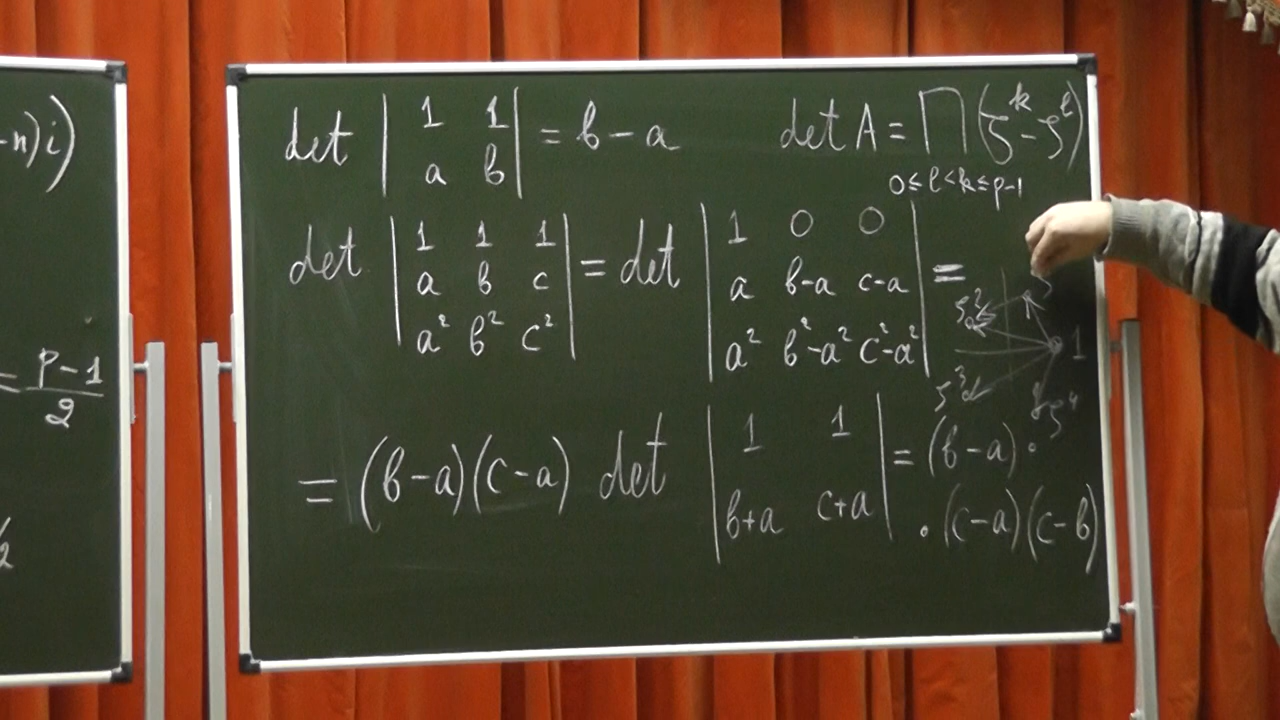 -n)i)
= p-1
2
/2
det | 1 1 | = b - a
a b
det A = ∏ (ζ^k - ζ^l)
0 ≤ l < k ≤ p-1
det | 1 1 1 | = det | 1 0 0 | =
a b c a b-a c-a
a² b² c² a² b²-a² c²-a²
ζ
ζ²
1
ζ³
ζ⁴
= (b-a)(c-a) det | 1 1 | = (b-a) ·
b+a c+a · (c-a)(c-b)